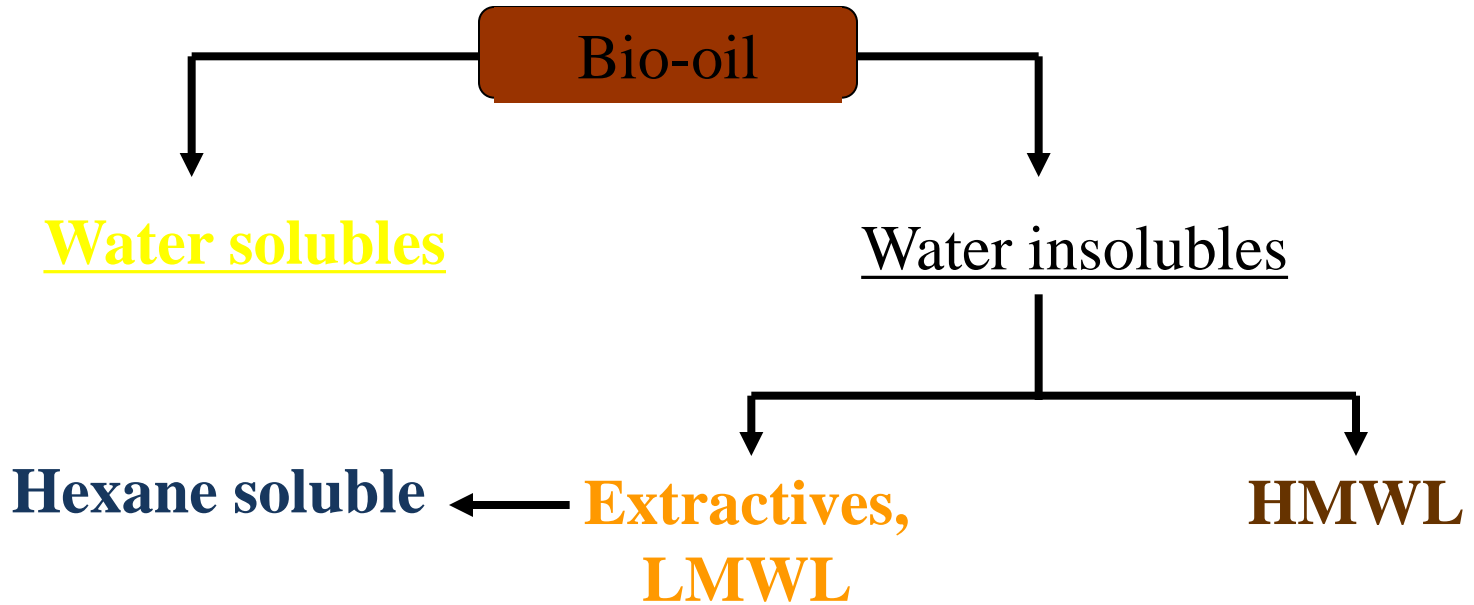 Bio-oil
Water solubles
Water insolubles
Hexane soluble
Extractives,
LMWL
HMWL